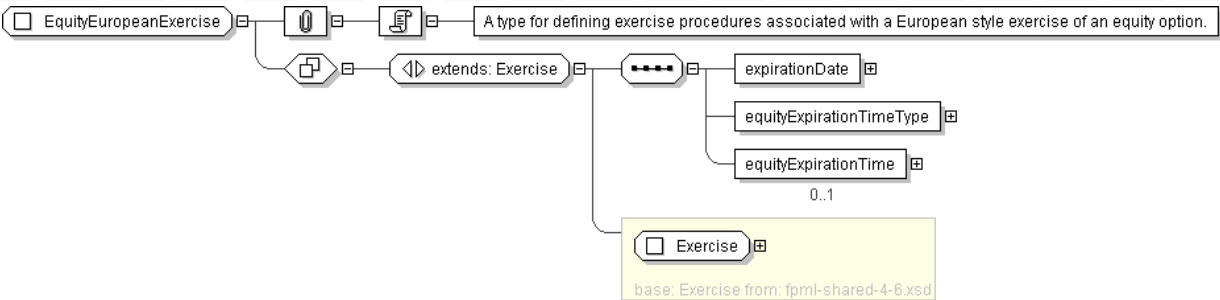 EquityEuropeanExercise
A type for defining exercise procedures associated with a European style exercise of an equity option.
extends: Exercise
expirationDate
equityExpirationTimeType
equityExpirationTime
0..1
Exercise
base: Exercise from: fpml-shared-4-6.xsd